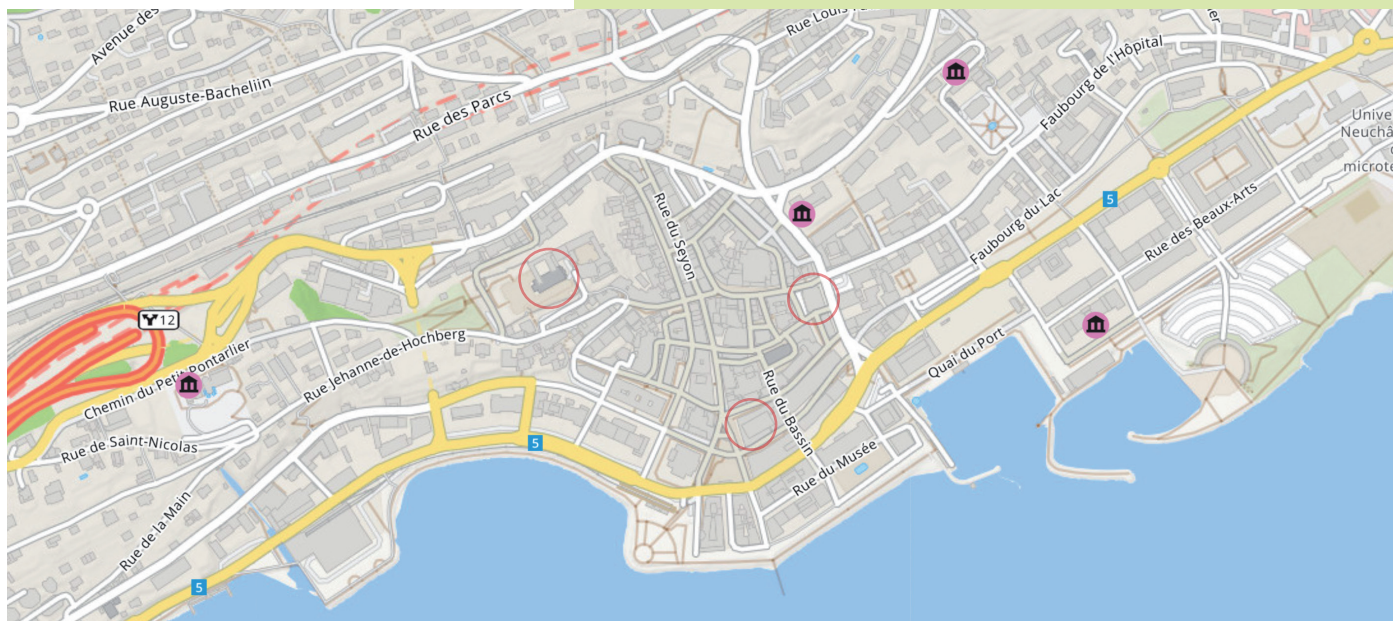 Avenue des
Rue Louis
Rue Auguste-Bachelin
Rue des Parcs
Faubourg de l'Hôpital
Unive
Neuchâ
microte
5
Rue du Seyon
Faubourg du Lac
Rue des Beaux-Arts
12
Chemin du Petit-Pontarlier
Rue Jehanne-de-Hochberg
Quai du Port
Rue du Bassin
Rue de Saint-Nicolas
5
Rue du Musée
Rue de la Main
5